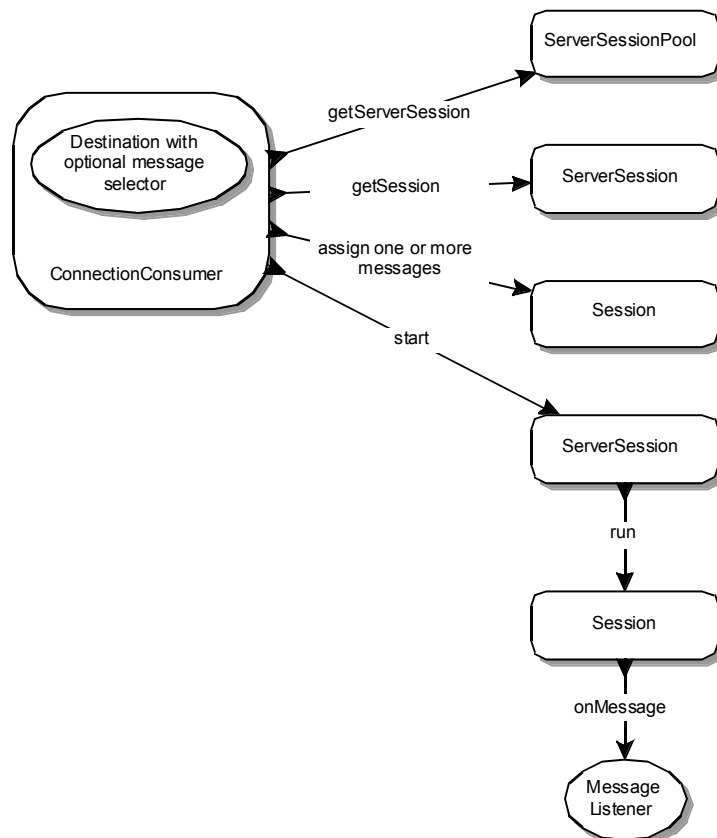 ServerSessionPool
getServerSession
Destination with
optional message
selector
ServerSession
getSession
assign one or more
messages
ConnectionConsumer
Session
start
ServerSession
run
Session
onMessage
Message
Listener